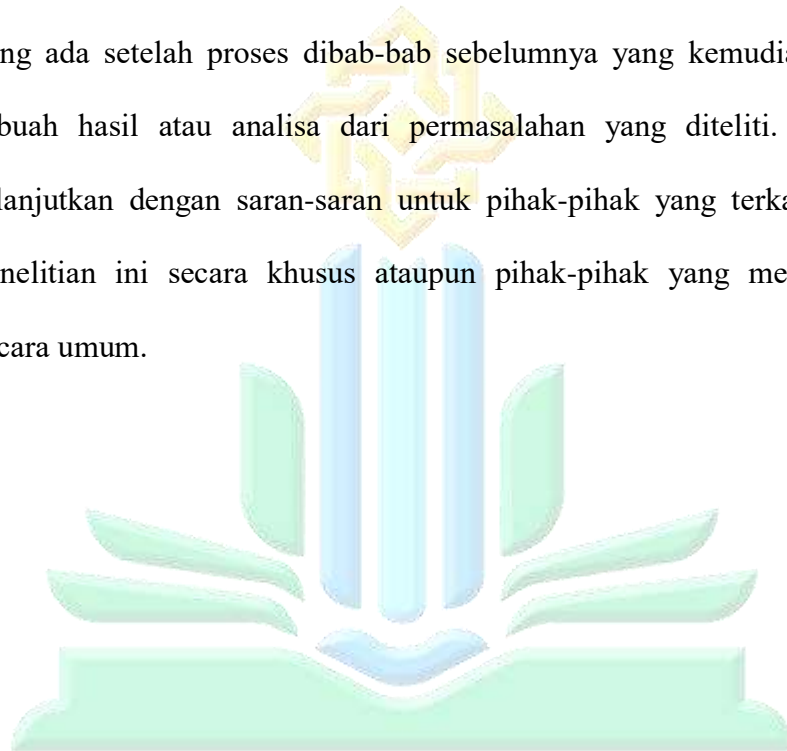 ng ada setelah proses dibab-bab sebelumnya yang kemudia
buah hasil atau analisa dari permasalahan yang diteliti.
lanjutkan dengan saran-saran untuk pihak-pihak yang terka
nelitian ini secara khusus ataupun pihak-pihak yang me
cara umum.